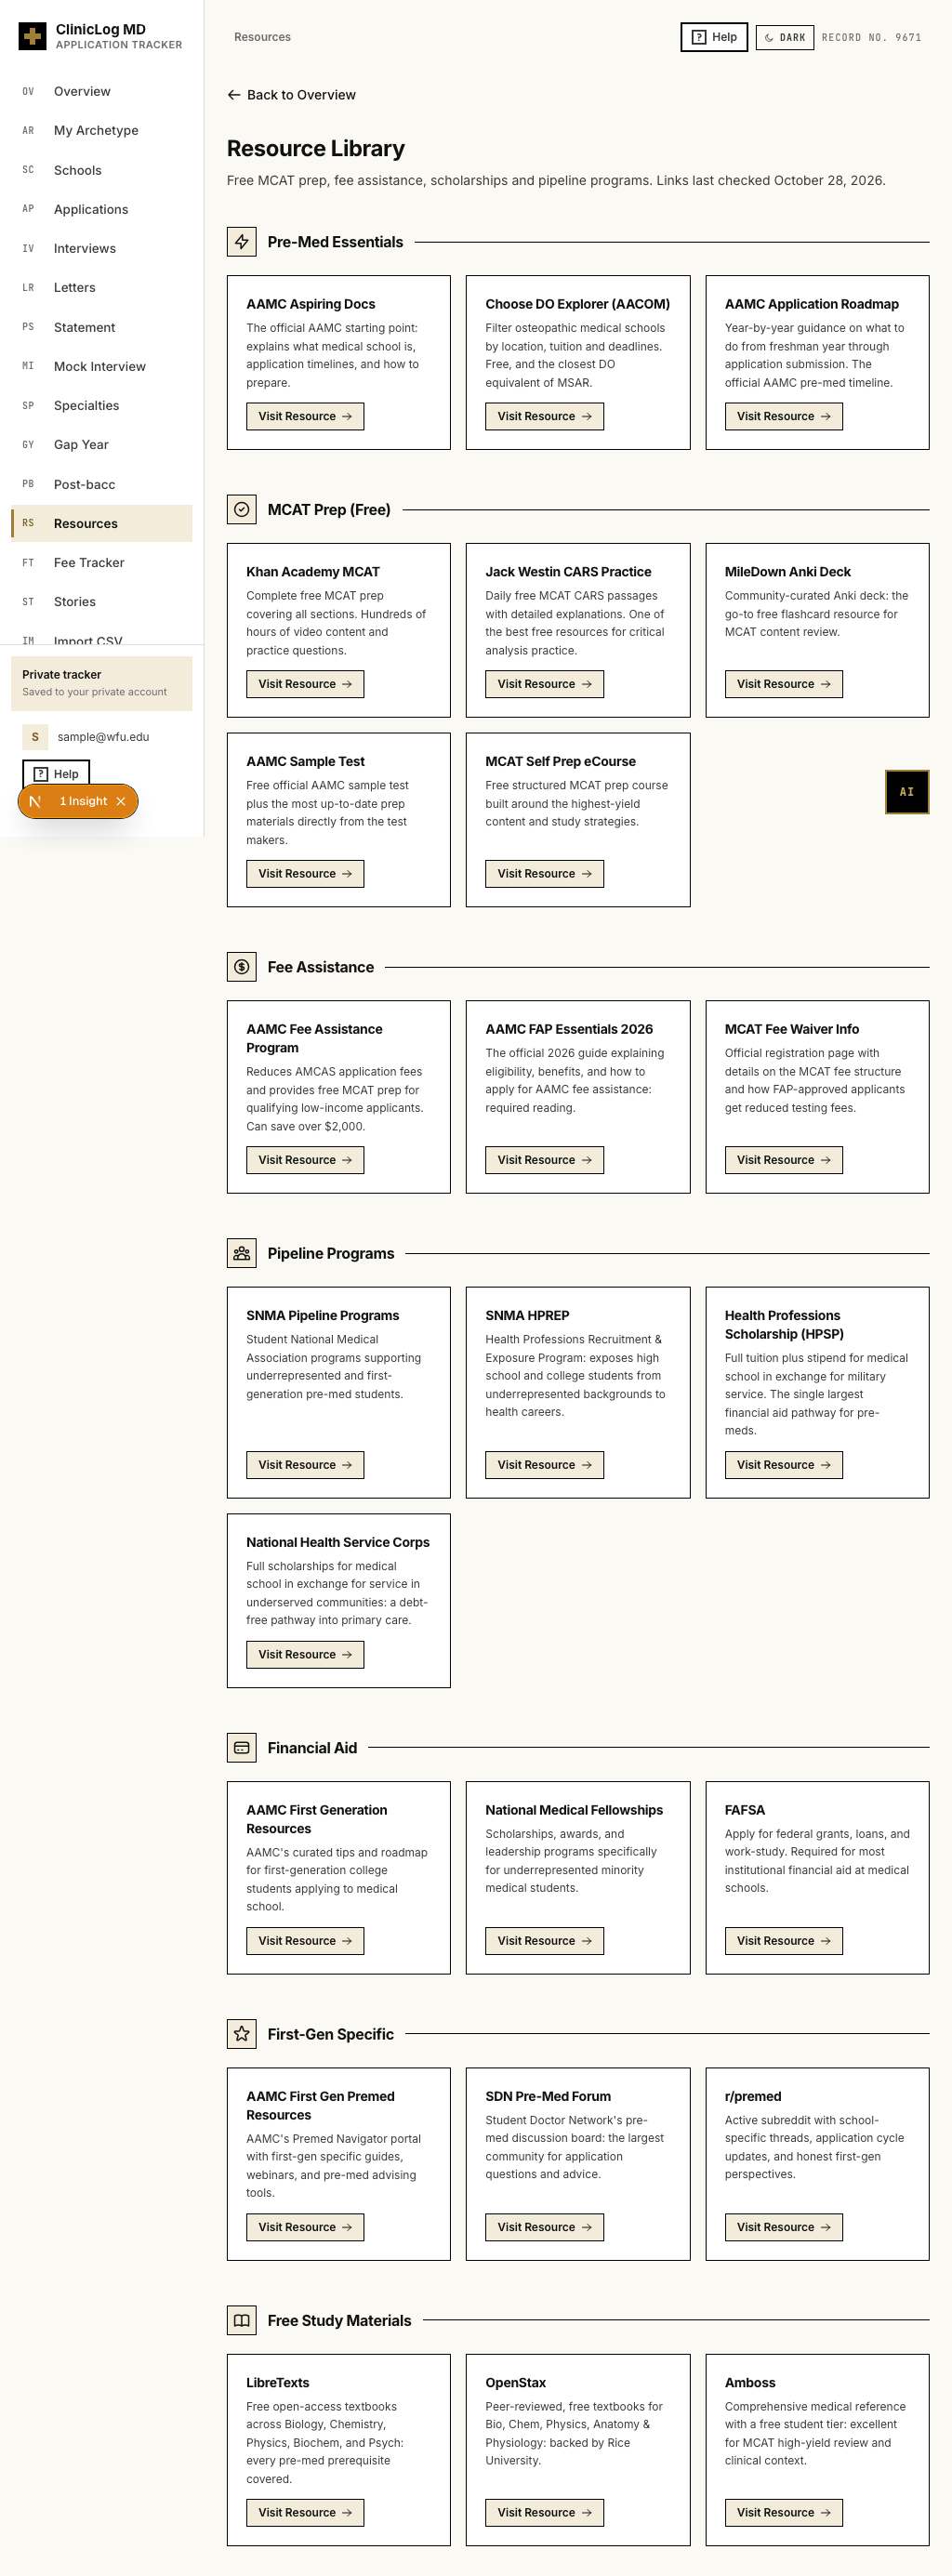 ClinicLog MD
APPLICATION TRACKER
OV Overview
AR My Archetype
SC Schools
AP Applications
IV Interviews
LR Letters
PS Statement
MI Mock Interview
SP Specialties
GY Gap Year
PB Post-bacc
RS Resources
FT Fee Tracker
ST Stories
IM Import CSV
Private tracker
Saved to your private account
S sample@wfu.edu
? Help
1 Insight
Resources
? Help
DARK
RECORD NO. 9671
← Back to Overview
Resource Library
Free MCAT prep, fee assistance, scholarships and pipeline programs. Links last checked October 28, 2026.
Pre-Med Essentials
AAMC Aspiring Docs
The official AAMC starting point:
explains what medical school is,
application timelines, and how to
prepare.
Visit Resource →
Choose DO Explorer (AACOM)
Filter osteopathic medical schools
by location, tuition and deadlines.
Free, and the closest DO
equivalent of MSAR.
Visit Resource →
AAMC Application Roadmap
Year-by-year guidance on what to
do from freshman year through
application submission. The
official AAMC pre-med timeline.
Visit Resource →
MCAT Prep (Free)
Khan Academy MCAT
Complete free MCAT prep
covering all sections. Hundreds of
hours of video content and
practice questions.
Visit Resource →
Jack Westin CARS Practice
Daily free MCAT CARS passages
with detailed explanations. One of
the best free resources for critical
analysis practice.
Visit Resource →
MileDown Anki Deck
Community-curated Anki deck: the
go-to free flashcard resource for
MCAT content review.
Visit Resource →
AAMC Sample Test
Free official AAMC sample test
plus the most up-to-date prep
materials directly from the test
makers.
Visit Resource →
MCAT Self Prep eCourse
Free structured MCAT prep course
built around the highest-yield
content and study strategies.
Visit Resource →
AI
Fee Assistance
AAMC Fee Assistance
Program
Reduces AMCAS application fees
and provides free MCAT prep for
qualifying low-income applicants.
Can save over $2,000.
Visit Resource →
AAMC FAP Essentials 2026
The official 2026 guide explaining
eligibility, benefits, and how to
apply for AAMC fee assistance:
required reading.
Visit Resource →
MCAT Fee Waiver Info
Official registration page with
details on the MCAT fee structure
and how FAP-approved applicants
get reduced testing fees.
Visit Resource →
Pipeline Programs
SNMA Pipeline Programs
Student National Medical
Association programs supporting
underrepresented and first-
generation pre-med students.
Visit Resource →
SNMA HPREP
Health Professions Recruitment &
Exposure Program: exposes high
school and college students from
underrepresented backgrounds to
health careers.
Visit Resource →
Health Professions
Scholarship (HPSP)
Full tuition plus stipend for medical
school in exchange for military
service. The single largest
financial aid pathway for pre-
meds.
Visit Resource →
National Health Service Corps
Full scholarships for medical
school in exchange for service in
underserved communities: a debt-
free pathway into primary care.
Visit Resource →
Financial Aid
AAMC First Generation
Resources
AAMC's curated tips and roadmap
for first-generation college
students applying to medical
school.
Visit Resource →
National Medical Fellowships
Scholarships, awards, and
leadership programs specifically
for underrepresented minority
medical students.
Visit Resource →
FAFSA
Apply for federal grants, loans, and
work-study. Required for most
institutional financial aid at medical
schools.
Visit Resource →
First-Gen Specific
AAMC First Gen Premed
Resources
AAMC's Premed Navigator portal
with first-gen specific guides,
webinars, and pre-med advising
tools.
Visit Resource →
SDN Pre-Med Forum
Student Doctor Network's pre-
med discussion board: the largest
community for application
questions and advice.
Visit Resource →
r/premed
Active subreddit with school-
specific threads, application cycle
updates, and honest first-gen
perspectives.
Visit Resource →
Free Study Materials
LibreTexts
Free open-access textbooks
across Biology, Chemistry,
Physics, Biochem, and Psych:
every pre-med prerequisite
covered.
Visit Resource →
OpenStax
Peer-reviewed, free textbooks for
Bio, Chem, Physics, Anatomy &
Physiology: backed by Rice
University.
Visit Resource →
Amboss
Comprehensive medical reference
with a free student tier: excellent
for MCAT high-yield review and
clinical context.
Visit Resource →